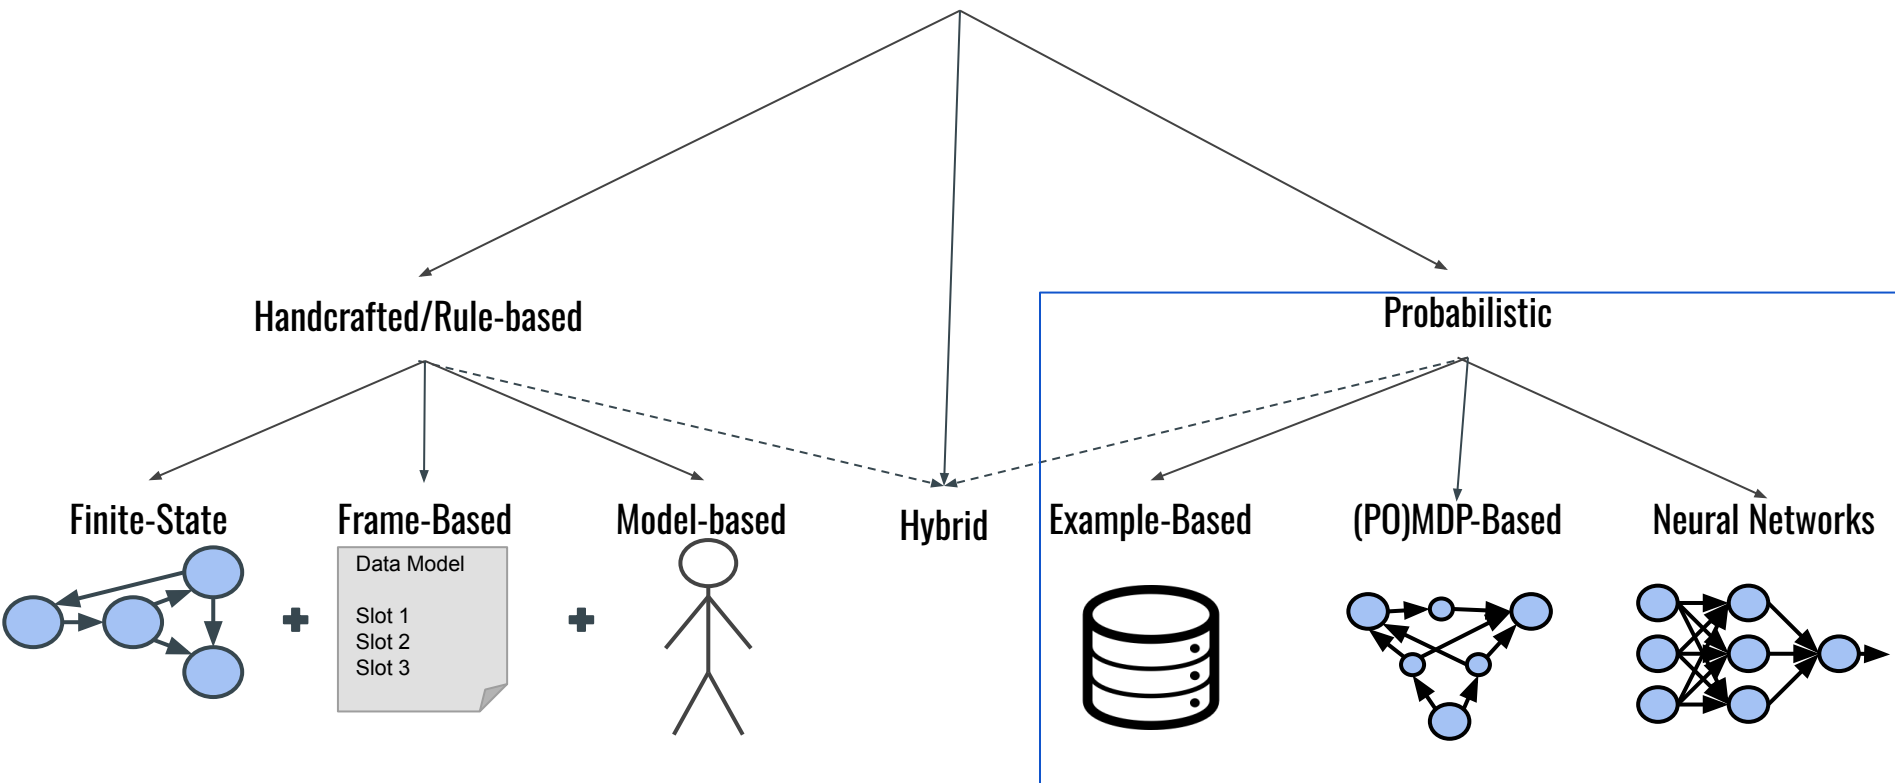 Handcrafted/Rule-based
Probabilistic
Finite-State
Frame-Based
Model-based
Hybrid
Example-Based
(PO)MDP-Based
Neural Networks
Data Model
Slot 1
Slot 2
Slot 3